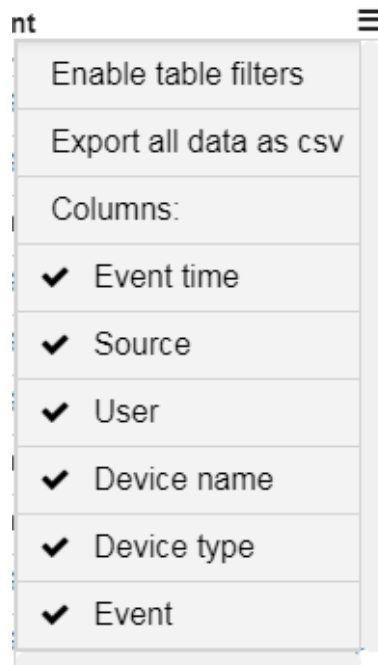 nt
Enable table filters
Export all data as csv
Columns:
Event time
Source
User
Device name
Device type
Event